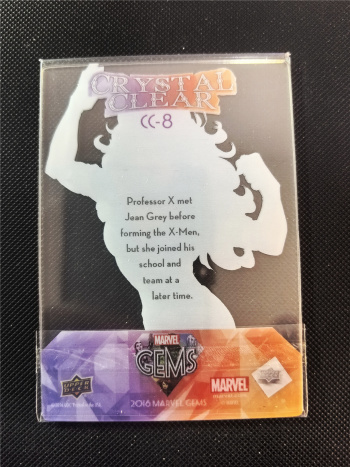 CRYSTAL
CLEAR
CC-8
Professor X met
Jean Grey before
forming the X-Men,
but she joined his
school and
team at a
later time.
MARVEL
GEMS
UPPER DECK
MARVEL
2016 MARVEL GEMS